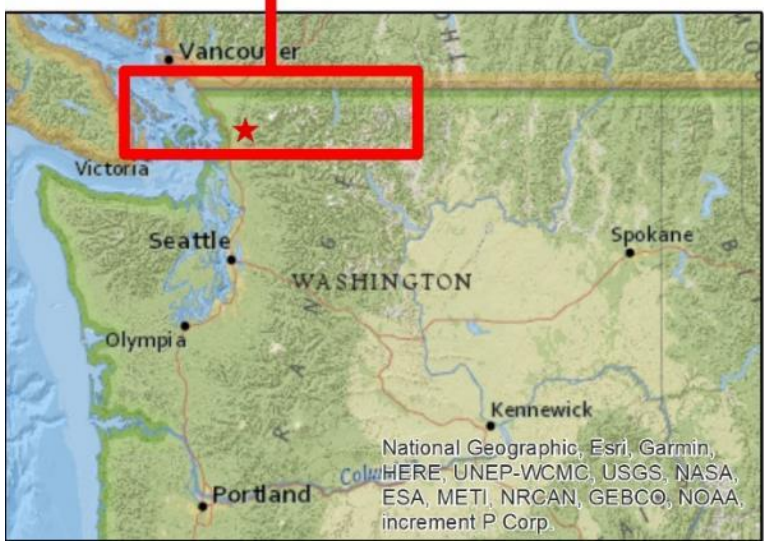 Vancouver
Victoria
Seattle
Spokane
WASHINGTON
Olympia
Kennewick
National Geographic, Esri, Garmin,
HERE, UNEP-WCMC, USGS, NASA,
ESA, METI, NRCAN, GEBCO, NOAA,
increment P Corp.
Portland